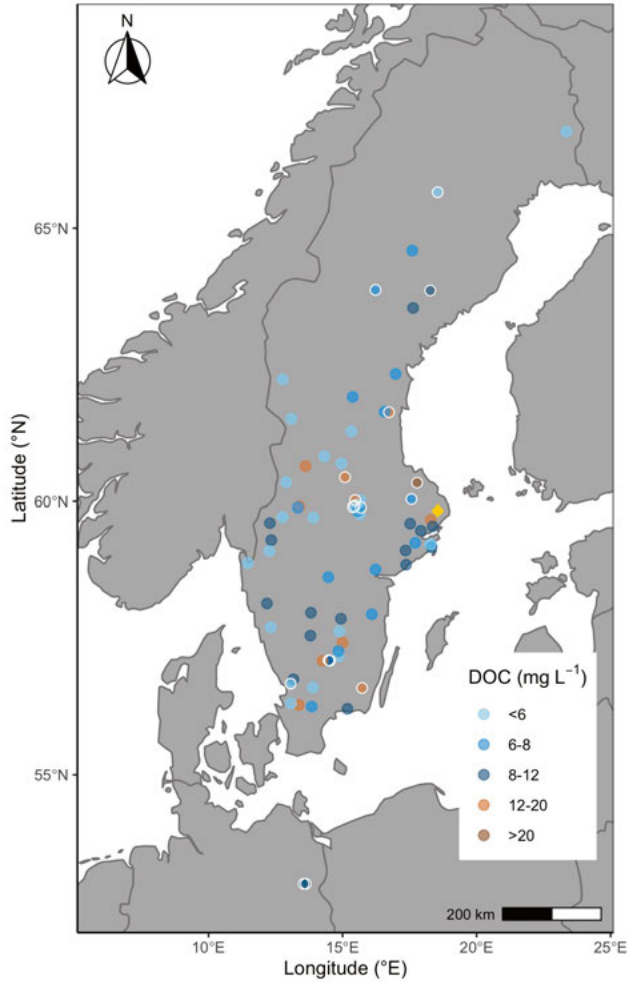 N
65°N
60°N
55°N
Latitude (°N)
DOC (mg L⁻¹)
<6
6-8
8-12
12-20
>20
200 km
10°E
15°E
20°E
25°E
Longitude (°E)